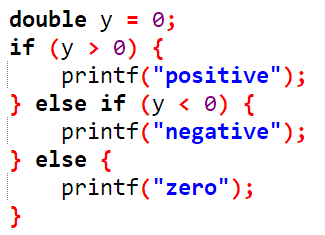 double y = 0;
if (y > 0) {
    printf("positive");
} else if (y < 0) {
    printf("negative");
} else {
    printf("zero");
}